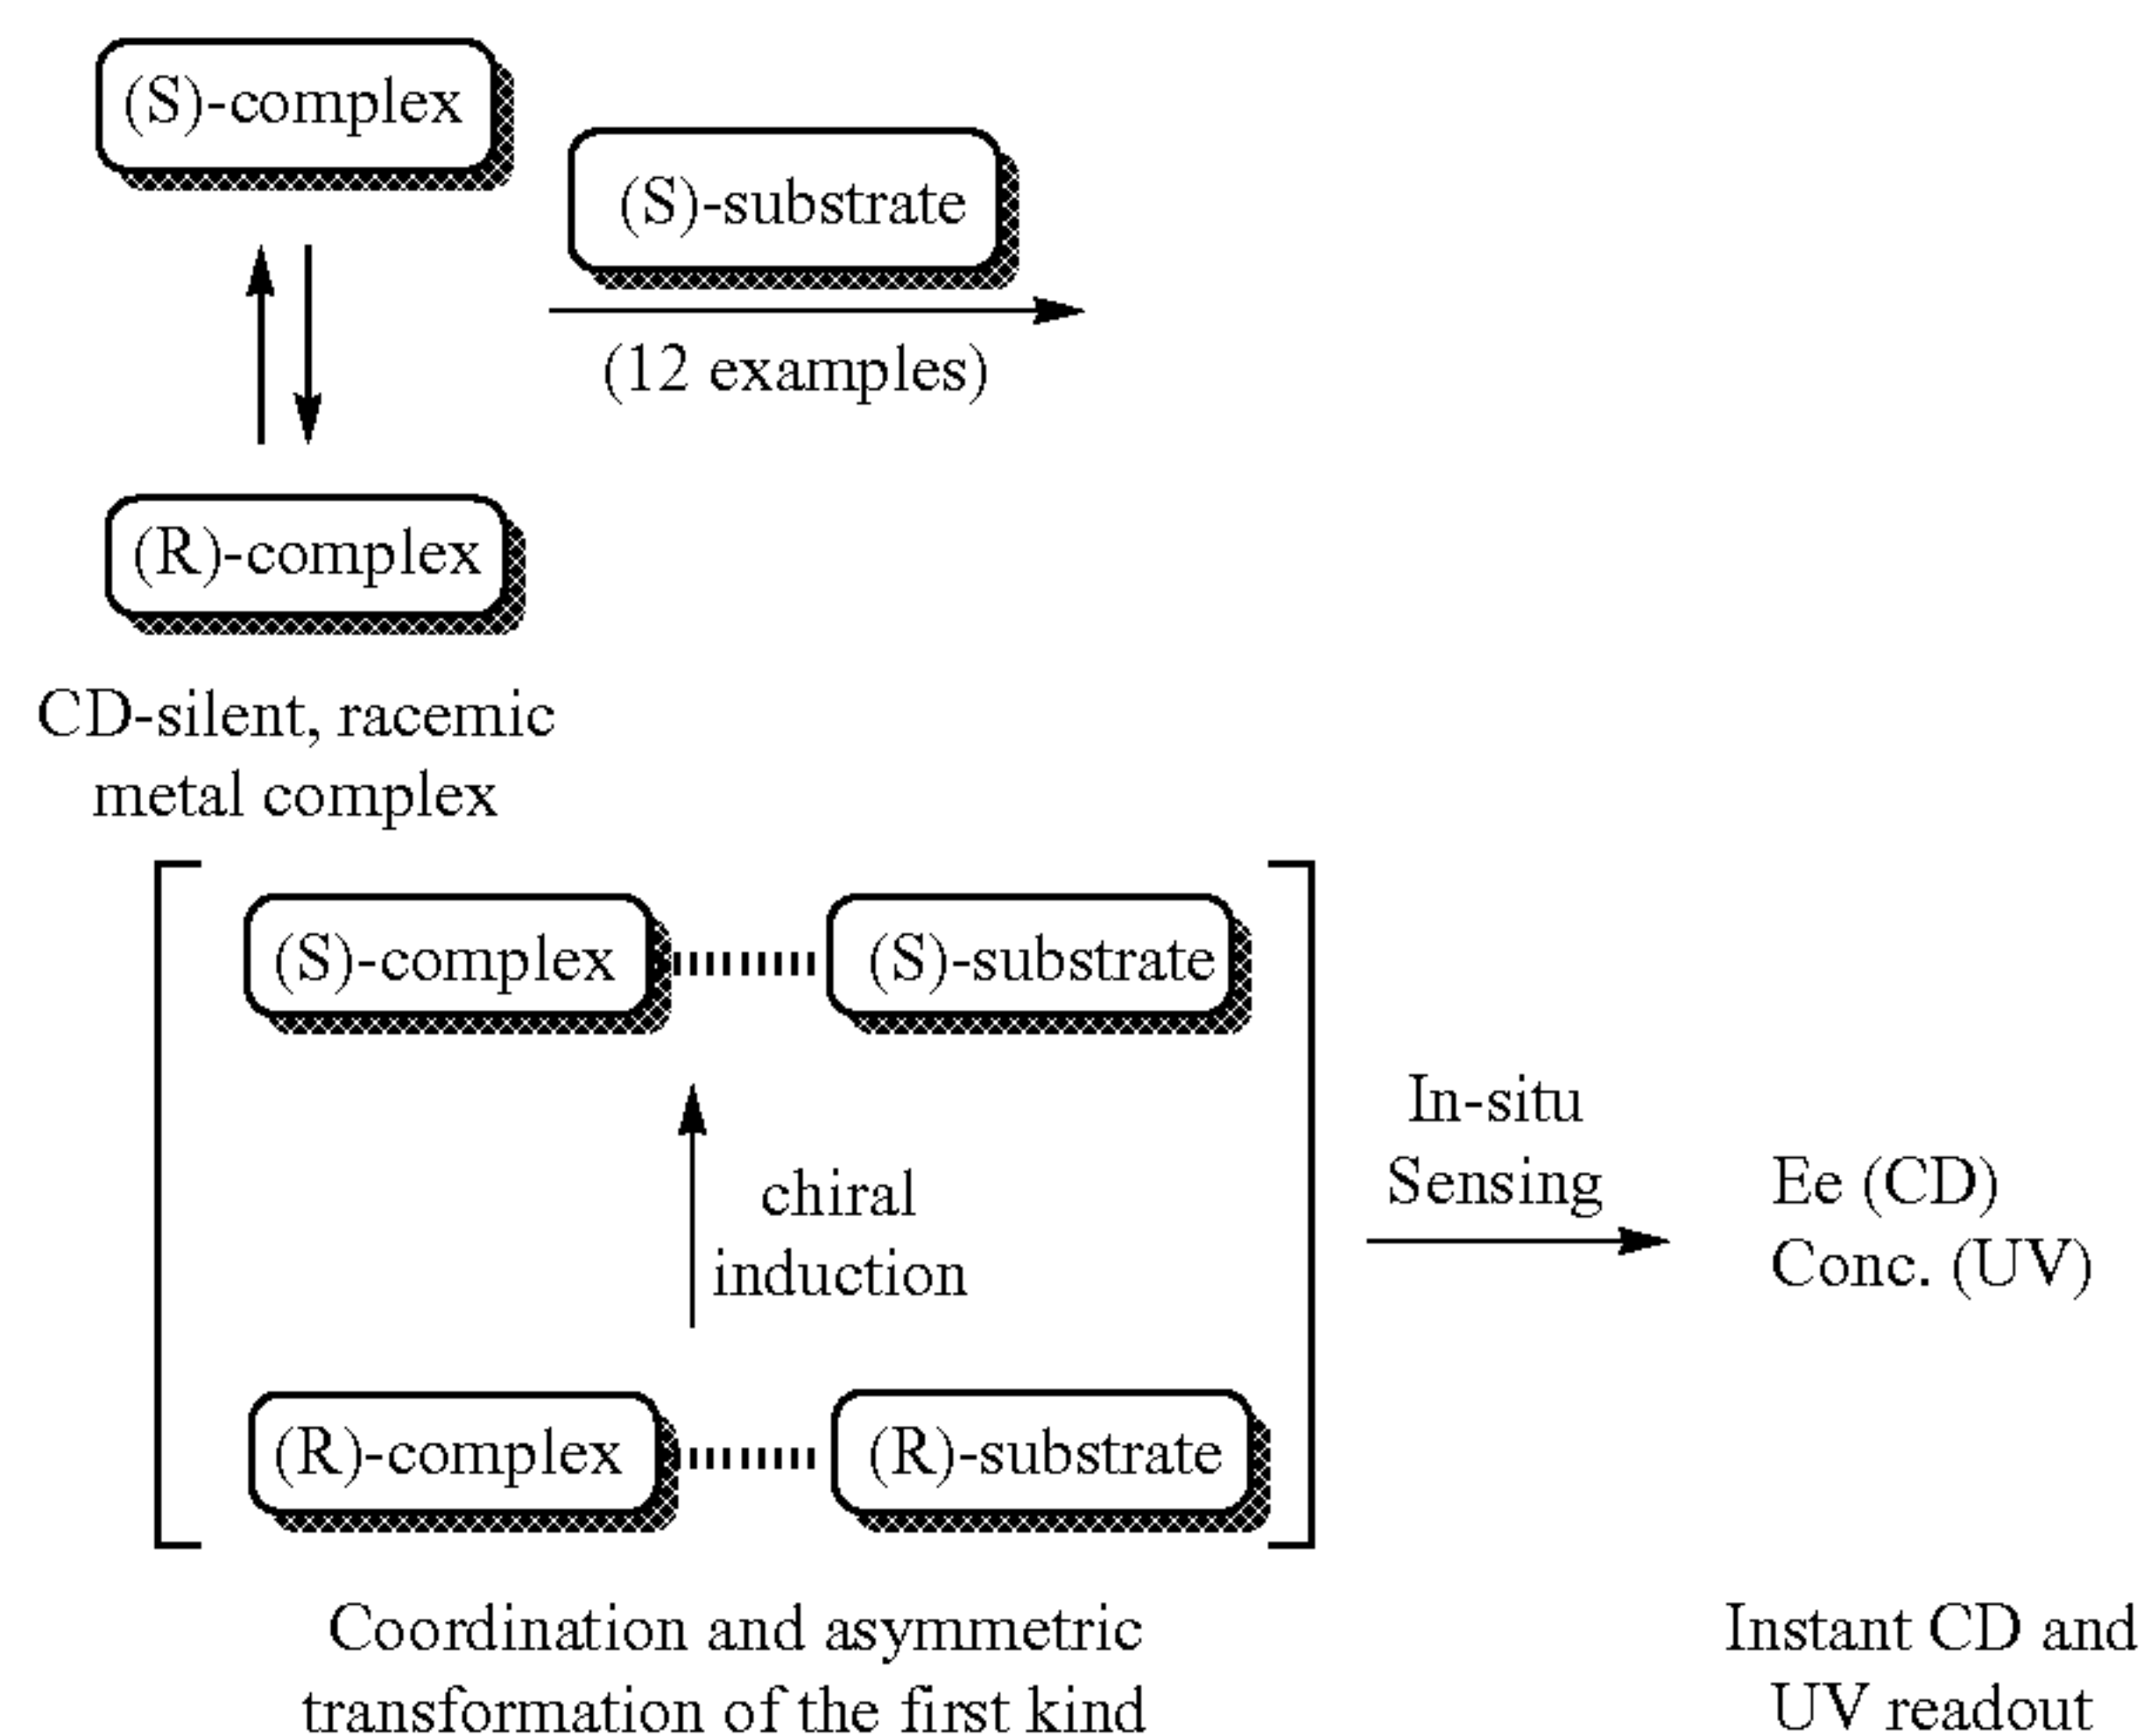 (S)-complex
(S)-substrate
(12 examples)
(R)-complex
CD-silent, racemic
metal complex
(S)-complex
(S)-substrate
chiral
induction
(R)-complex
(R)-substrate
Coordination and asymmetric
transformation of the first kind
In-situ
Sensing
Ee (CD)
Conc. (UV)
Instant CD and
UV readout